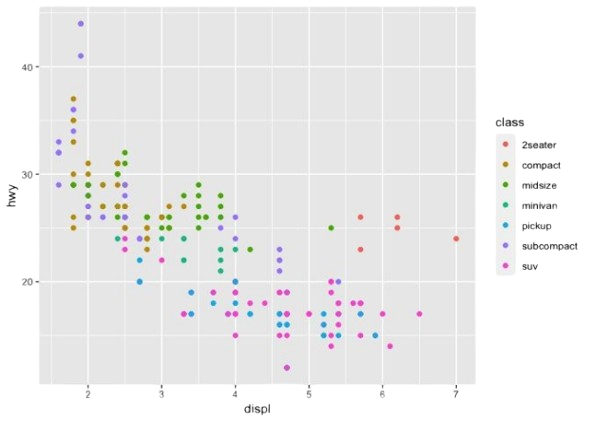 hwy
40
30
20
2 3 4 5 6 7
displ
class
2seater
compact
midsize
minivan
pickup
subcompact
suv